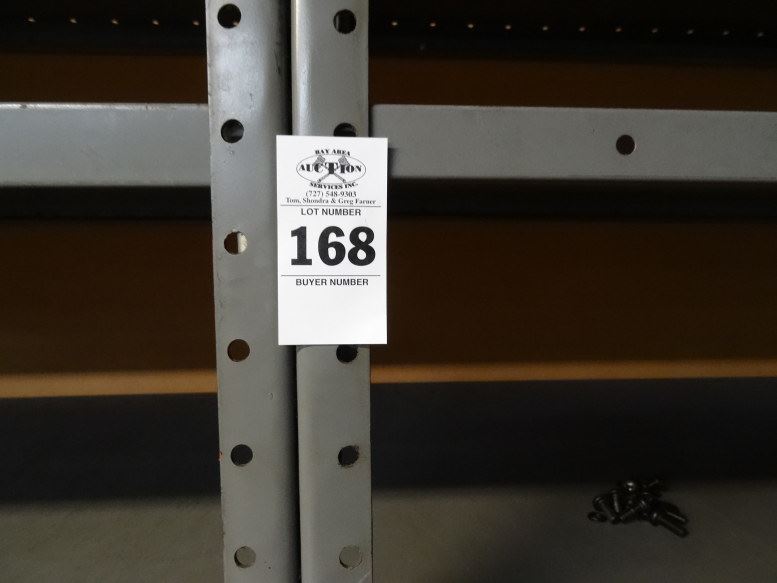 BAY AREA
AUCTION
SERVICES INC.
(727) 548-9303
Tom, Shondra & Greg Farner
LOT NUMBER
168
BUYER NUMBER